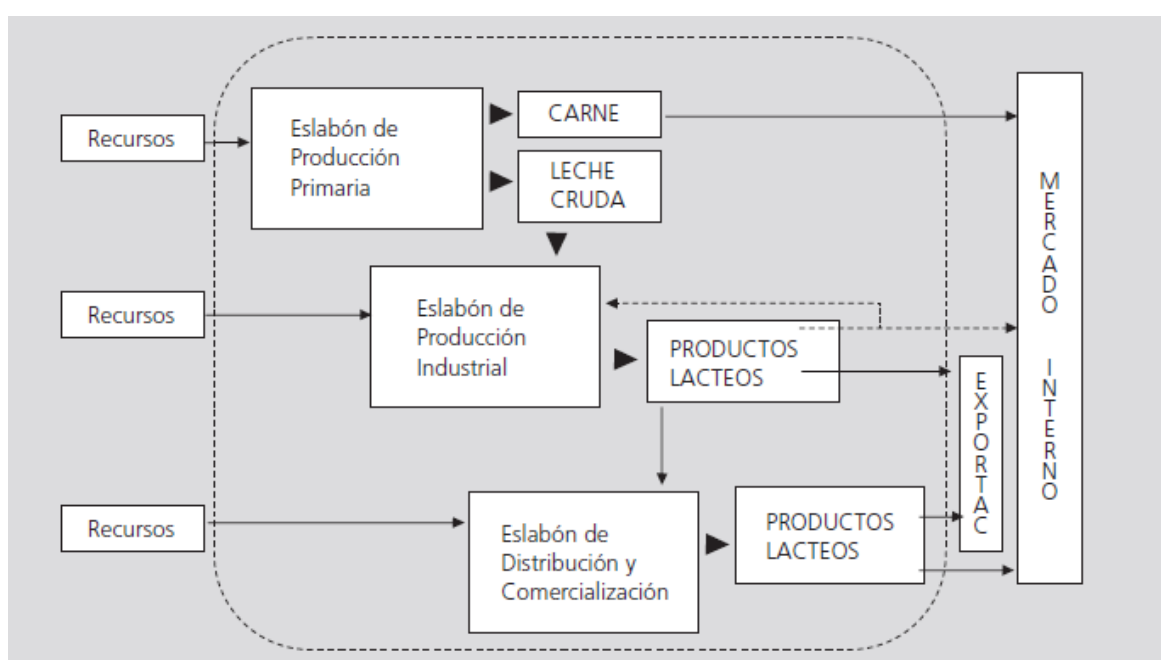 Recursos
Eslabón de
Producción
Primaria
CARNE
LECHE
CRUDA
Recursos
Eslabón de
Producción
Industrial
PRODUCTOS
LACTEOS
Recursos
Eslabón de
Distribución y
Comercialización
PRODUCTOS
LACTEOS
EXPORTAC
MERCADO INTERNO